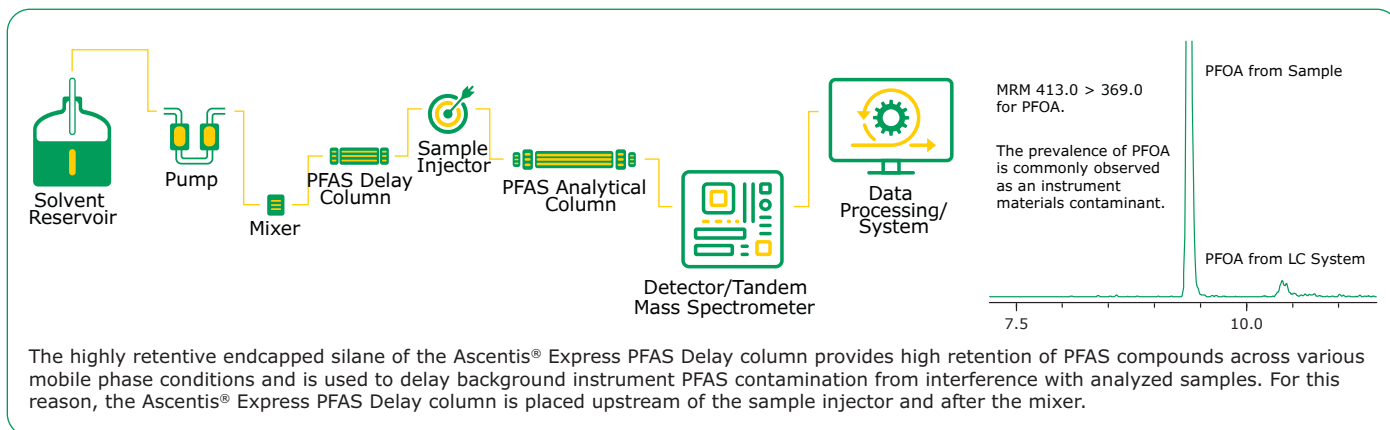 Solvent
Reservoir
Pump
Mixer
PFAS Delay
Column
Sample
Injector
PFAS Analytical
Column
Detector/Tandem
Mass Spectrometer
Data
Processing/
System
MRM 413.0 > 369.0
for PFOA.
The prevalence of PFOA
is commonly observed
as an instrument
materials contaminant.
PFOA from Sample
PFOA from LC System
7.5
10.0
The highly retentive endcapped silane of the Ascentis® Express PFAS Delay column provides high retention of PFAS compounds across various
mobile phase conditions and is used to delay background instrument PFAS contamination from interference with analyzed samples. For this
reason, the Ascentis® Express PFAS Delay column is placed upstream of the sample injector and after the mixer.